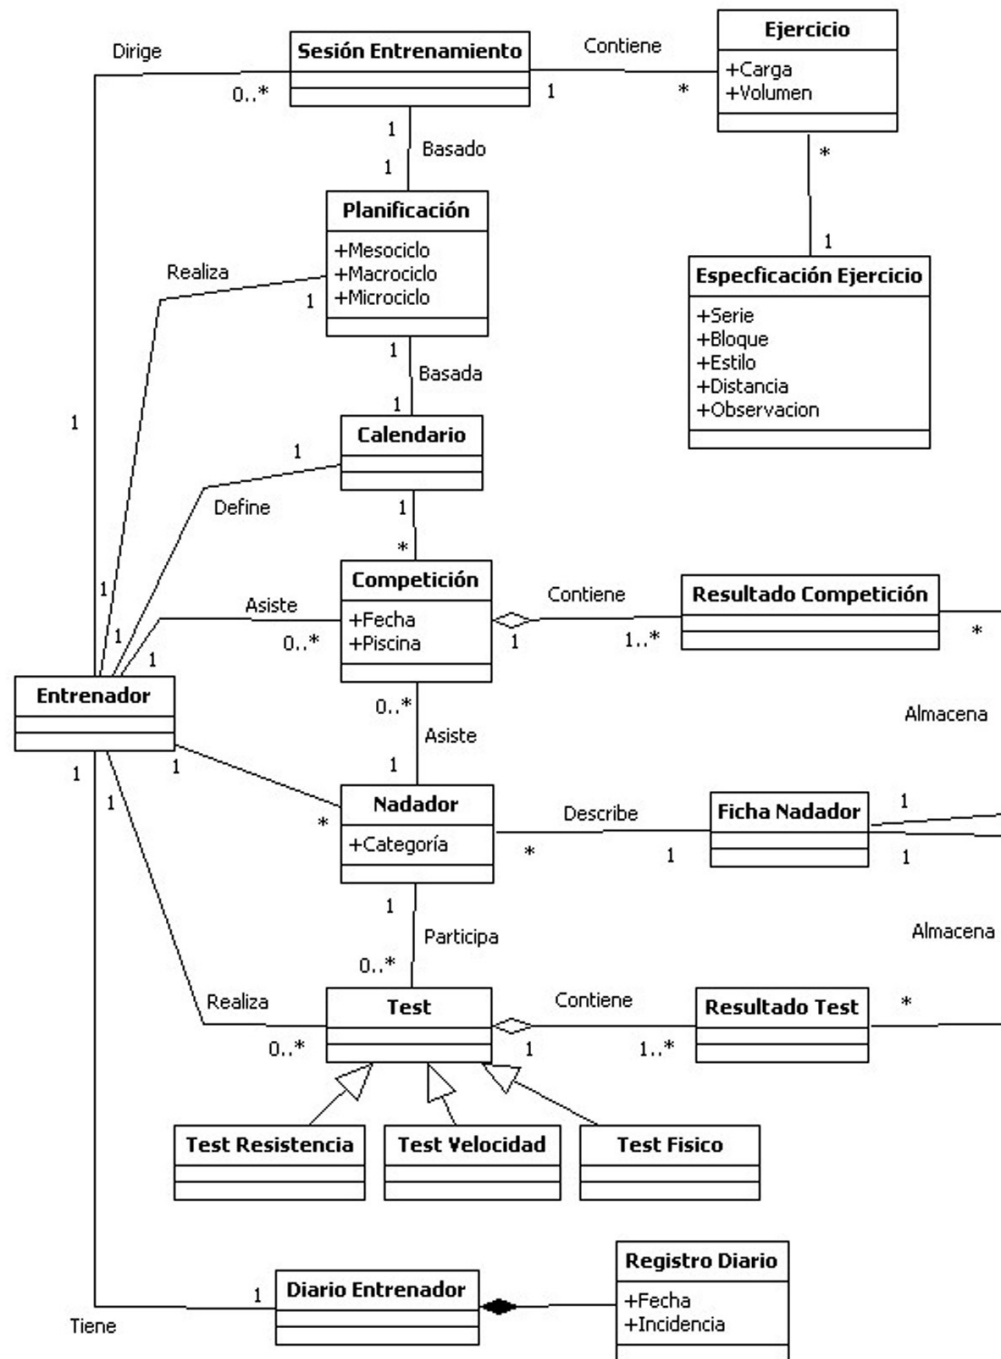 Dirige
Sesión Entrenamiento
Contiene
Ejercicio
+Carga
+Volumen
0..*
1
*
1
Basado
1
*
1
Planificación
+Mesociclo
+Macrociclo
+Microciclo
Realiza
1
Especficación Ejercicio
+Serie
+Bloque
+Estilo
+Distancia
+Observacion
1
Basada
1
1
Calendario
1
Define
1
*
Competición
+Fecha
+Piscina
Contiene
Resultado Competición
1
Asiste
0..*
1
1..*
*
1
1
Entrenador
0..*
Almacena
Asiste
1
1
1
1
Nadador
+Categoría
*
Describe
Ficha Nadador
1
*
1
1
1
Participa
Almacena
0..*
Realiza
Test
Contiene
Resultado Test
*
0..*
1
1..*
Test Resistencia
Test Velocidad
Test Fisico
Registro Diario
+Fecha
+Incidencia
Diario Entrenador
1
Tiene